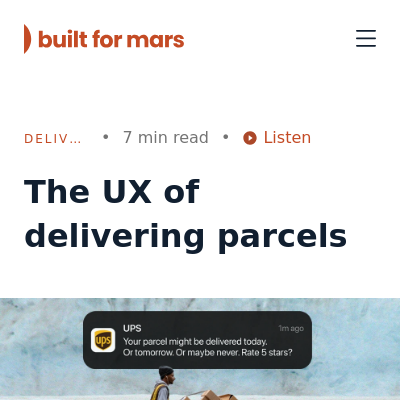 built for mars
DELIV... • 7 min read • Listen
The UX of
delivering parcels
UPS 1m ago
ups
Your parcel might be delivered today.
Or tomorrow. Or maybe never. Rate 5 stars?